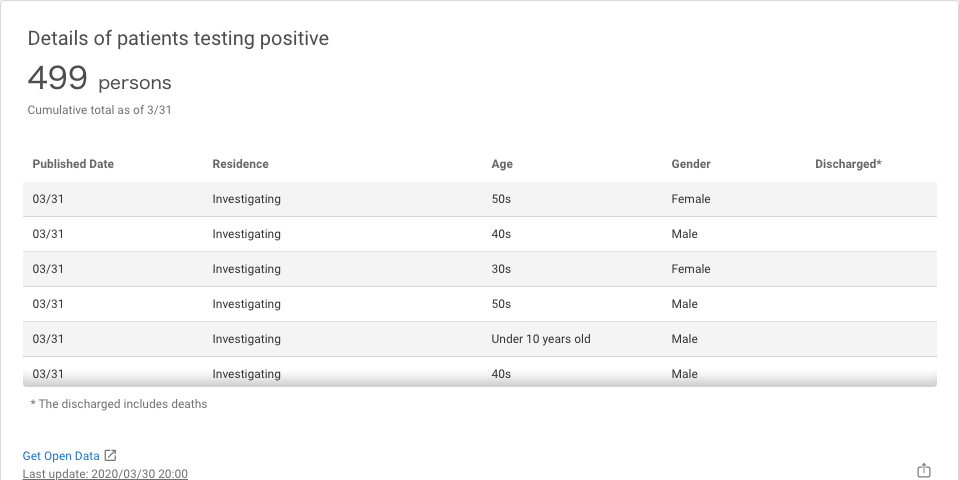 Details of patients testing positive
499 persons
Cumulative total as of 3/31
Published Date Residence Age Gender Discharged*
03/31 Investigating 50s Female
03/31 Investigating 40s Male
03/31 Investigating 30s Female
03/31 Investigating 50s Male
03/31 Investigating Under 10 years old Male
03/31 Investigating 40s Male
* The discharged includes deaths
Get Open Data
Last update: 2020/03/30 20:00